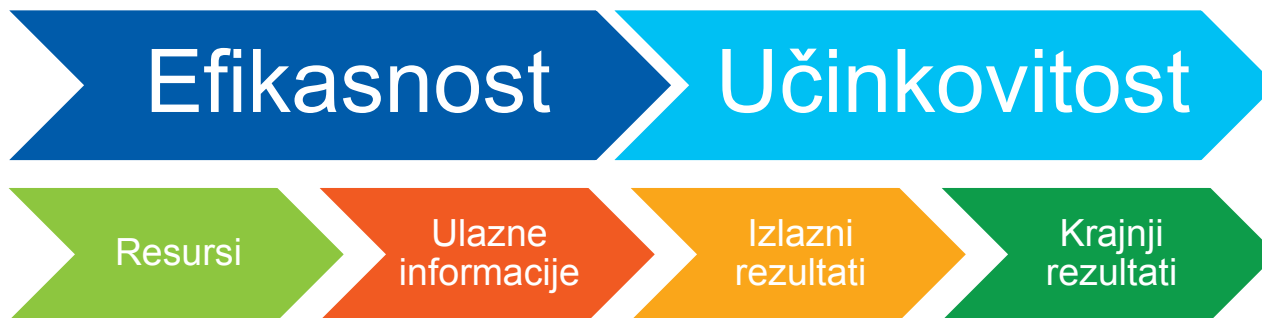 Efikasnost
Učinkovitost
Resursi
Ulazne
informacije
Izlazni
rezultati
Krajnji
rezultati